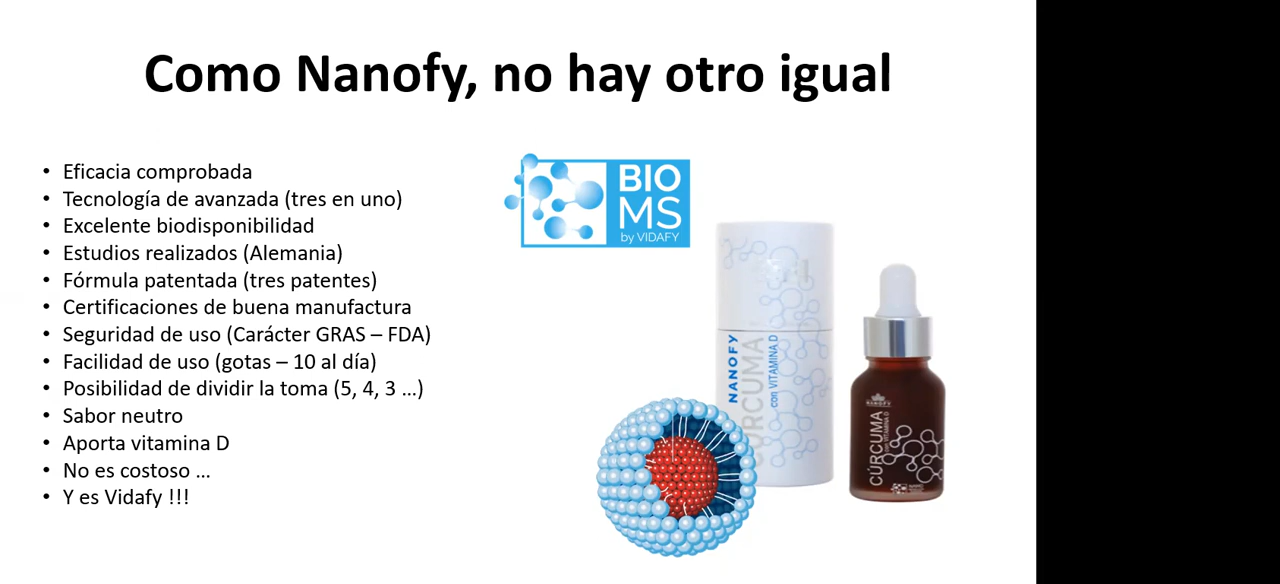 Como Nanofy, no hay otro igual
• Eficacia comprobada
• Tecnología de avanzada (tres en uno)
• Excelente biodisponibilidad
• Estudios realizados (Alemania)
• Fórmula patentada (tres patentes)
• Certificaciones de buena manufactura
• Seguridad de uso (Carácter GRAS – FDA)
• Facilidad de uso (gotas – 10 al día)
• Posibilidad de dividir la toma (5, 4, 3 …)
• Sabor neutro
• Aporta vitamina D
• No es costoso …
• Y es Vidafy !!!
BIO
MS
by VIDAFY
NANOFY
CÚRCUMA
con VITAMINA D
NANOFY
CÚRCUMA
CON VITAMINA D